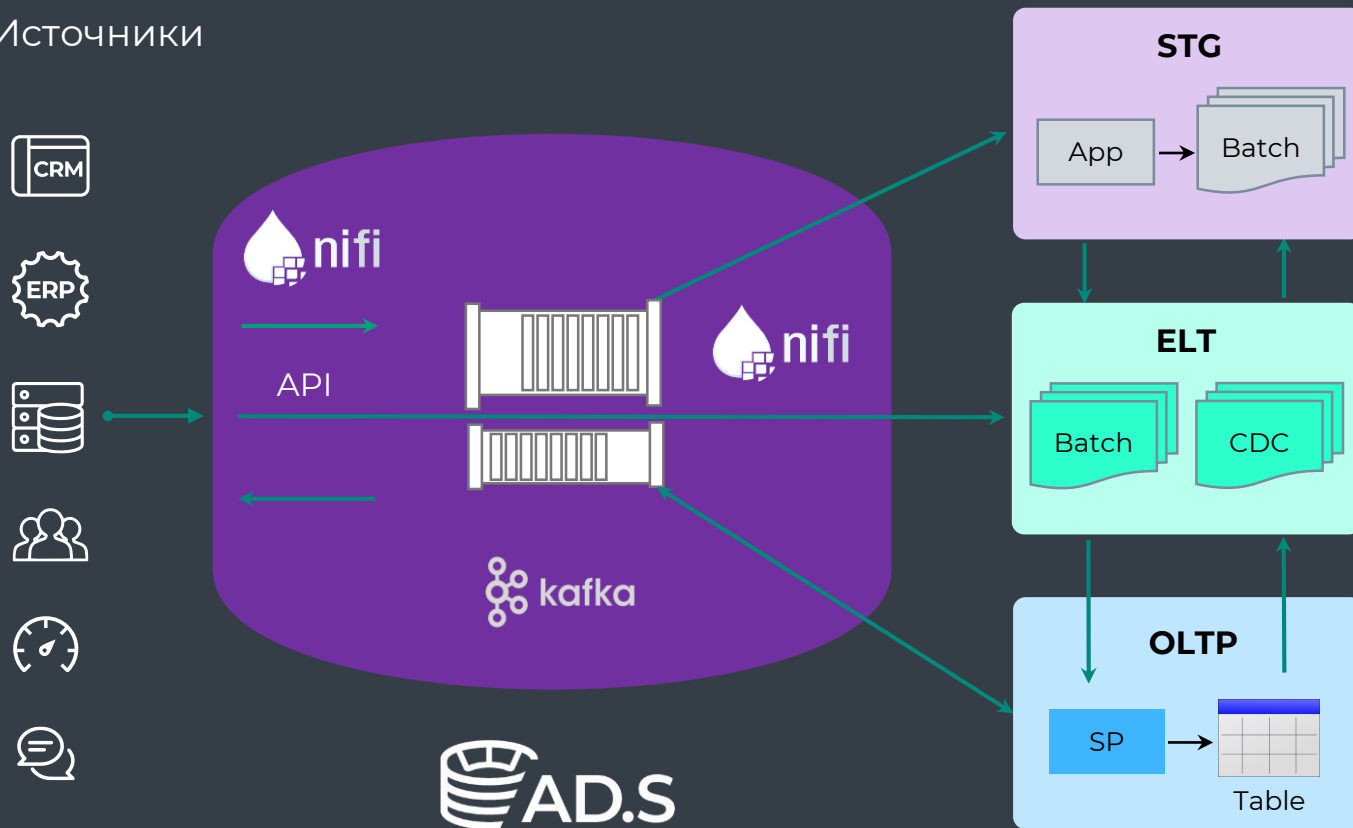 Источники
CRM
ERP
nifi
API
nifi
kafka
AD.S
STG
App
Batch
ELT
Batch
CDC
OLTP
SP
Table